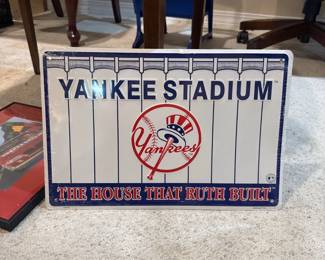 YANKEE STADIUM
Yankees
THE HOUSE THAT RUTH BUILT